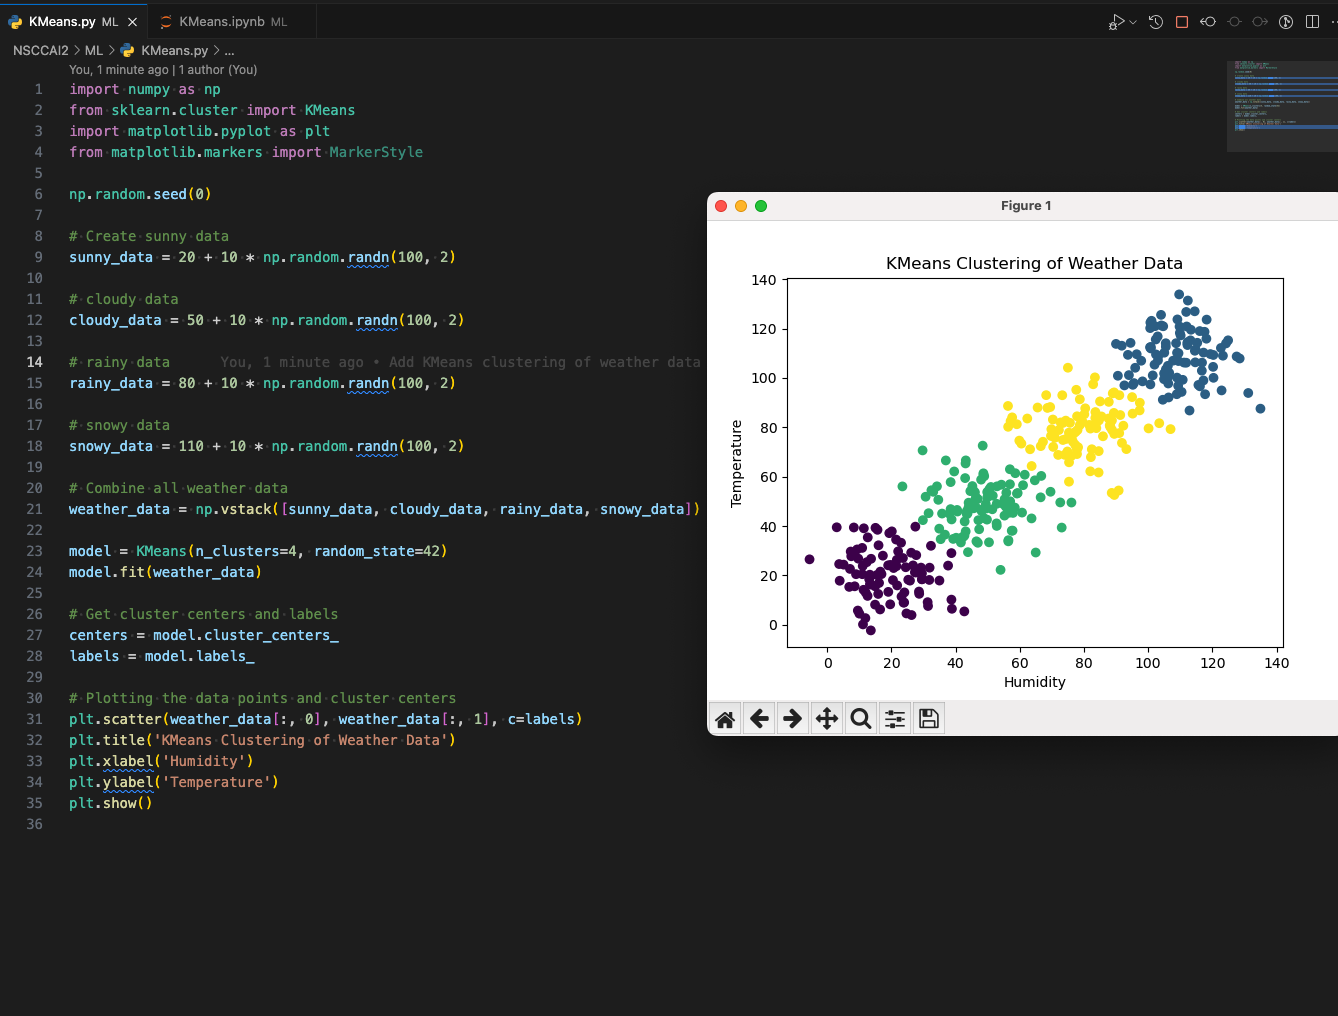 KMeans.py ML
KMeans.ipynb ML
NSCCAI2 > ML > KMeans.py > ...
You, 1 minute ago | 1 author (You)
1 import numpy as np
2 from sklearn.cluster import KMeans
3 import matplotlib.pyplot as plt
4 from matplotlib.markers import MarkerStyle
5
6 np.random.seed(0)
7
8 # Create sunny data
9 sunny_data = 20 + 10 * np.random.randn(100, 2)
10
11 # cloudy data
12 cloudy_data = 50 + 10 * np.random.randn(100, 2)
13
14 # rainy data You, 1 minute ago • Add KMeans clustering of weather data
15 rainy_data = 80 + 10 * np.random.randn(100, 2)
16
17 # snowy data
18 snowy_data = 110 + 10 * np.random.randn(100, 2)
19
20 # Combine all weather data
21 weather_data = np.vstack([sunny_data, cloudy_data, rainy_data, snowy_data])
22
23 model = KMeans(n_clusters=4, random_state=42)
24 model.fit(weather_data)
25
26 # Get cluster centers and labels
27 centers = model.cluster_centers_
28 labels = model.labels_
29
30 # Plotting the data points and cluster centers
31 plt.scatter(weather_data[:, 0], weather_data[:, 1], c=labels)
32 plt.title('KMeans Clustering of Weather Data')
33 plt.xlabel('Humidity')
34 plt.ylabel('Temperature')
35 plt.show()
36
Figure 1
KMeans Clustering of Weather Data
140
120
100
80
60
40
20
0
Temperature
0 20 40 60 80 100 120 140
Humidity